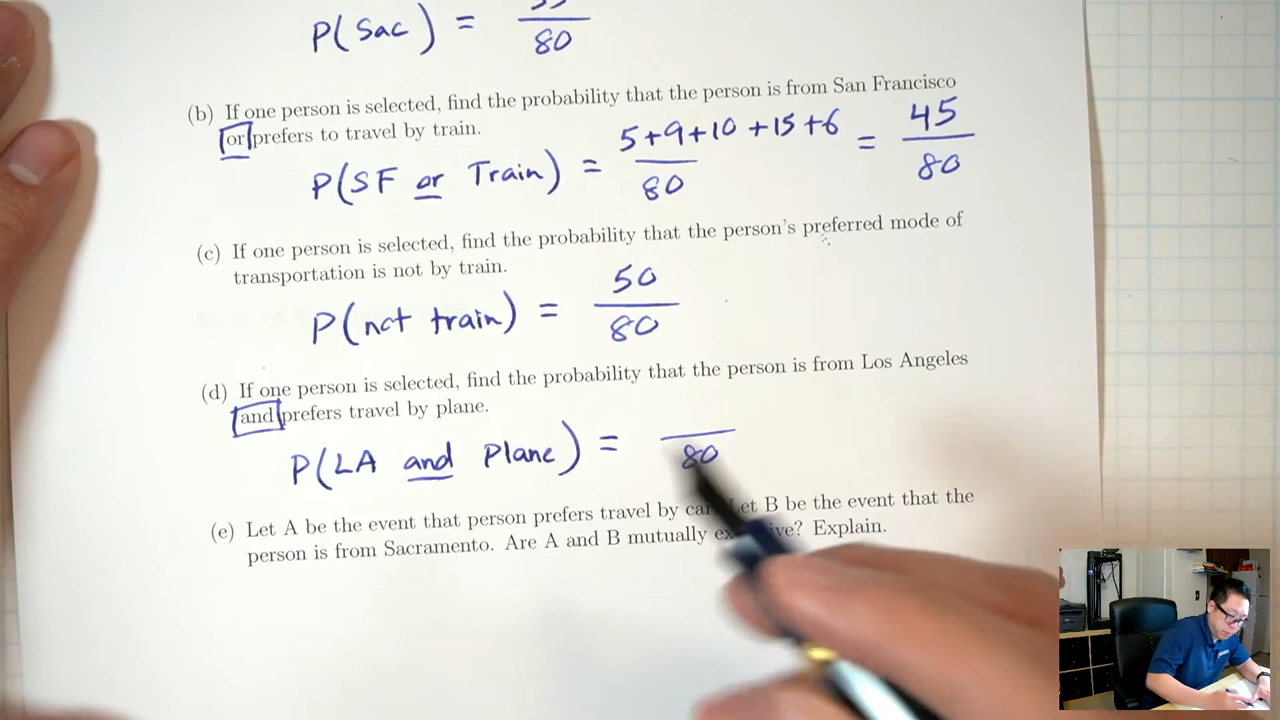 P(Sac) =
80
(b) If one person is selected, find the probability that the person is from San Francisco
or prefers to travel by train.
P(SF or Train) = 5+9+10+15+6 / 80 = 45 / 80
(c) If one person is selected, find the probability that the person's preferred mode of
transportation is not by train.
P(not train) = 50 / 80
(d) If one person is selected, find the probability that the person is from Los Angeles
and prefers travel by plane.
P(LA and Plane) = / 80
(e) Let A be the event that person prefers travel by car. Let B be the event that the
person is from Sacramento. Are A and B mutually exclusive? Explain.